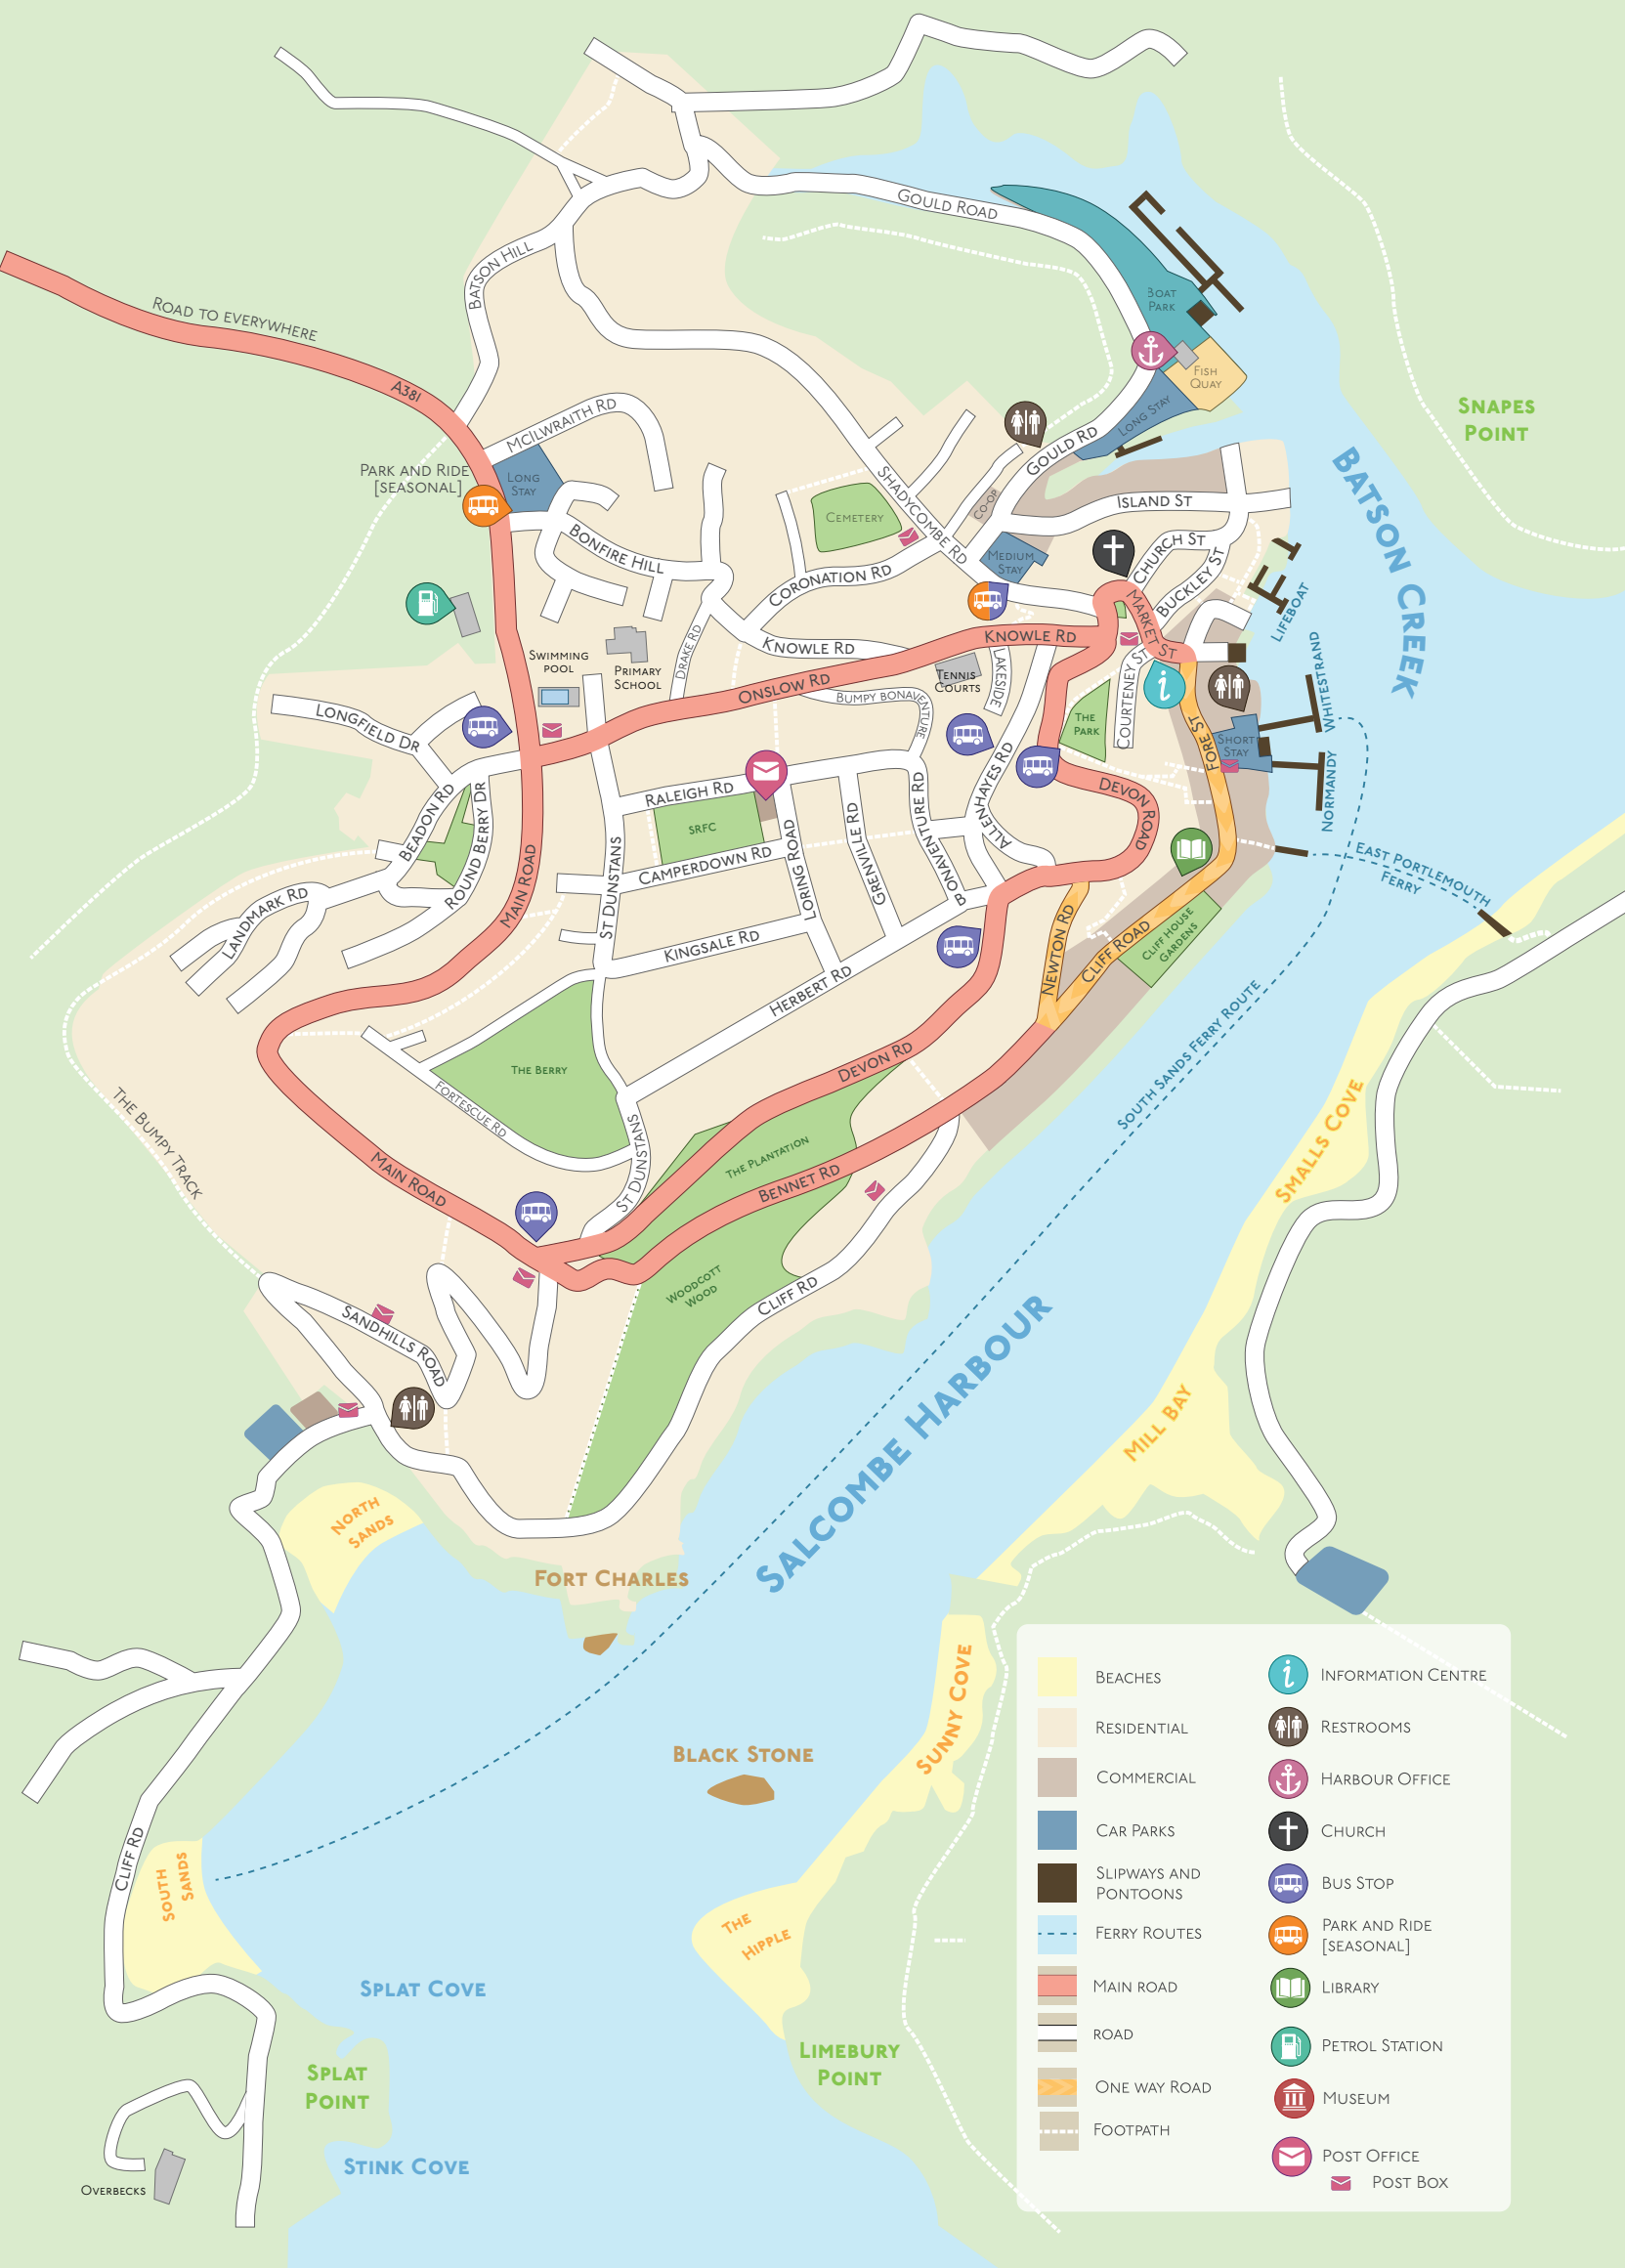 Gould Road
Road to everywhere
Batson Hill
A381
Boat
Park
Fish
Quay
Long Stay
Snapes
Point
McIlwraith Rd
Park and Ride
[seasonal]
Long
Stay
Gould Rd
Shadycombe Rd
Co-op
Island St
Batson Creek
Cemetery
Bonfire Hill
Coronation Rd
Medium
Stay
Church St
Buckley St
Lifeboat
Market St
Knowle Rd
Knowle Rd
Swimming
pool
Primary
School
Drake Rd
Onslow Rd
Tennis
Courts
Lakeside
Courteney St
Bumpy Bonaventure
Whitestrand
Longfield Dr
The
Park
Fore St
Short
Stay
Normandy
Raleigh Rd
Devon Road
Allenhayes Rd
SRFC
Beadon Rd
Round Berry Dr
Main Road
St Dunstans
Camperdown Rd
Loring Road
Grenville Rd
Bonaventure Rd
East Portlemouth
Ferry
Landmark Rd
Kingsale Rd
Herbert Rd
Newton Rd
Cliff Road
Cliff House
Gardens
South Sands Ferry Route
The Berry
Fortescue Rd
Devon Rd
The Bumpy Track
St Dunstans
The Plantation
Bennet Rd
Main Road
Smalls Cove
Woodcott
Wood
Cliff Rd
Sandhills Road
Salcombe Harbour
Mill Bay
North
Sands
Fort Charles
Sunny Cove
Black Stone
Cliff Rd
South
Sands
The
Hipple
Splat Cove
Limebury
Point
Splat
Point
Stink Cove
Overbecks
Beaches
Residential
Commercial
Car Parks
Slipways and
Pontoons
Ferry Routes
Main road
road
One way Road
Footpath
Information Centre
Restrooms
Harbour Office
Church
Bus Stop
Park and Ride
[seasonal]
Library
Petrol Station
Museum
Post Office
Post Box